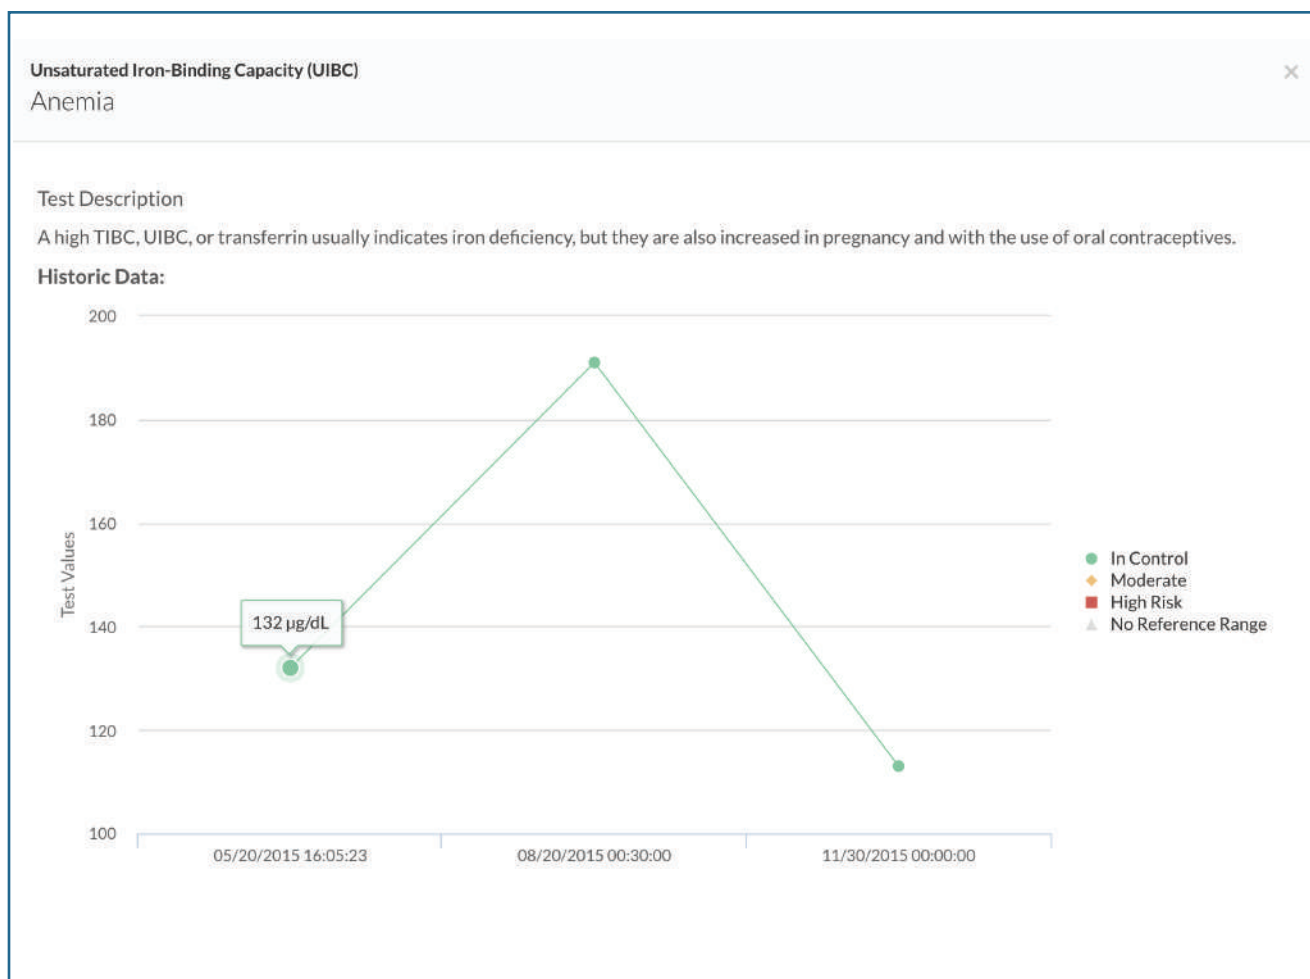 Unsaturated Iron-Binding Capacity (UIBC)
×
Anemia
Test Description
A high TIBC, UIBC, or transferrin usually indicates iron deficiency, but they are also increased in pregnancy and with the use of oral contraceptives.
Historic Data:
200
180
160
140
120
100
Test Values
132 µg/dL
05/20/2015 16:05:23
08/20/2015 00:30:00
11/30/2015 00:00:00
In Control
Moderate
High Risk
No Reference Range